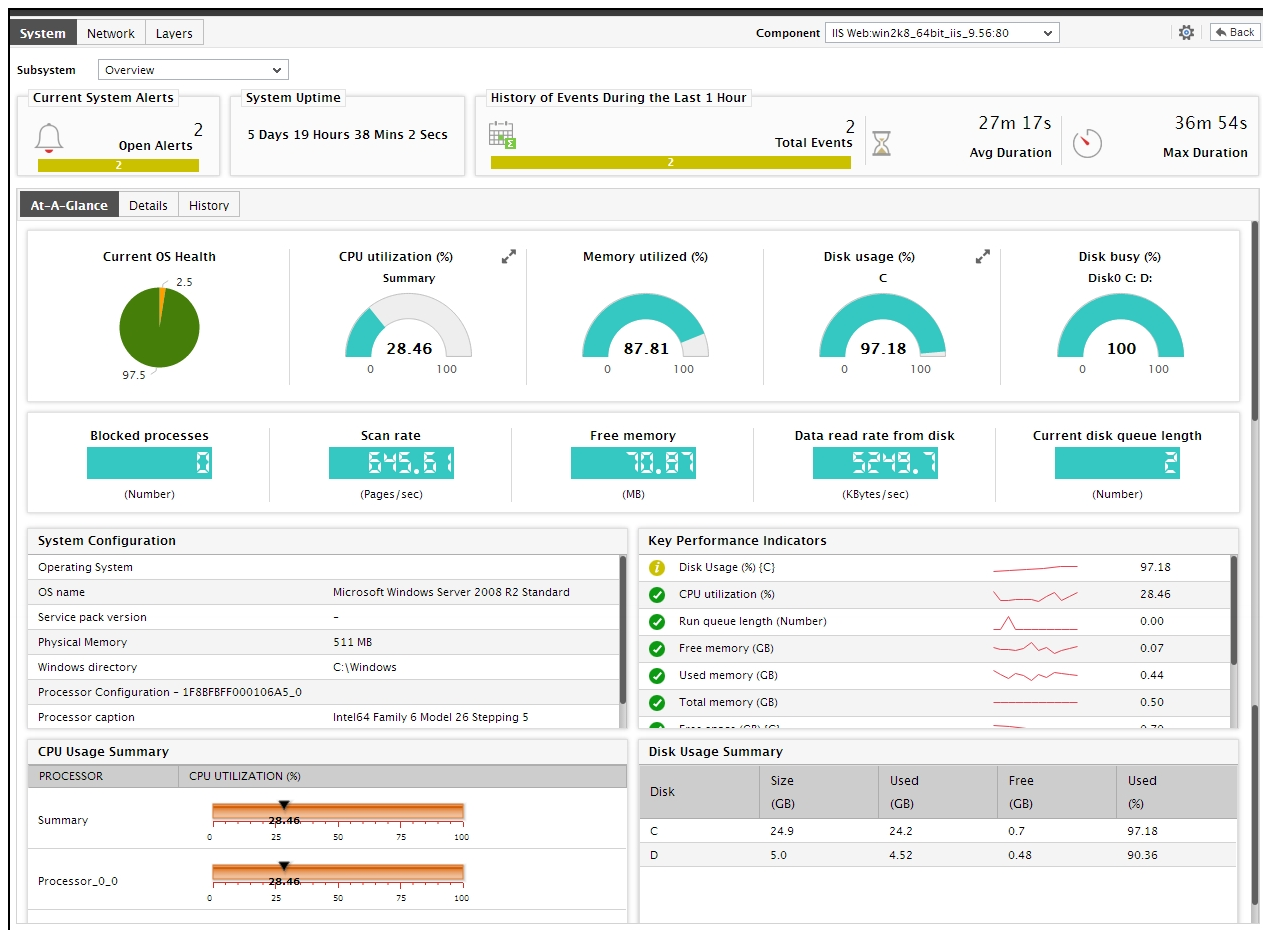 System Network Layers Component IIS Web:win2k8_64bit_iis_9.56:80 Back
Subsystem Overview
Current System Alerts
2
Open Alerts
2
System Uptime
5 Days 19 Hours 38 Mins 2 Secs
History of Events During the Last 1 Hour
2
Total Events
2
27m 17s
Avg Duration
36m 54s
Max Duration
At-A-Glance Details History
Current OS Health
2.5
97.5
CPU utilization (%)
Summary
28.46
0 100
Memory utilized (%)
87.81
0 100
Disk usage (%)
C
97.18
0 100
Disk busy (%)
Disk0 C: D:
100
0 100
Blocked processes
0
(Number)
Scan rate
645.61
(Pages/sec)
Free memory
70.87
(MB)
Data read rate from disk
5249.7
(KBytes/sec)
Current disk queue length
2
(Number)
System Configuration
Operating System
OS name Microsoft Windows Server 2008 R2 Standard
Service pack version -
Physical Memory 511 MB
Windows directory C:\Windows
Processor Configuration - 1F8BFBFF000106A5_0
Processor caption Intel64 Family 6 Model 26 Stepping 5
Key Performance Indicators
Disk Usage (%) {C} 97.18
CPU utilization (%) 28.46
Run queue length (Number) 0.00
Free memory (GB) 0.07
Used memory (GB) 0.44
Total memory (GB) 0.50
CPU Usage Summary
PROCESSOR CPU UTILIZATION (%)
Summary
28.46
0 25 50 75 100
Processor_0_0
28.46
0 25 50 75 100
Disk Usage Summary
Disk Size (GB) Used (GB) Free (GB) Used (%)
C 24.9 24.2 0.7 97.18
D 5.0 4.52 0.48 90.36